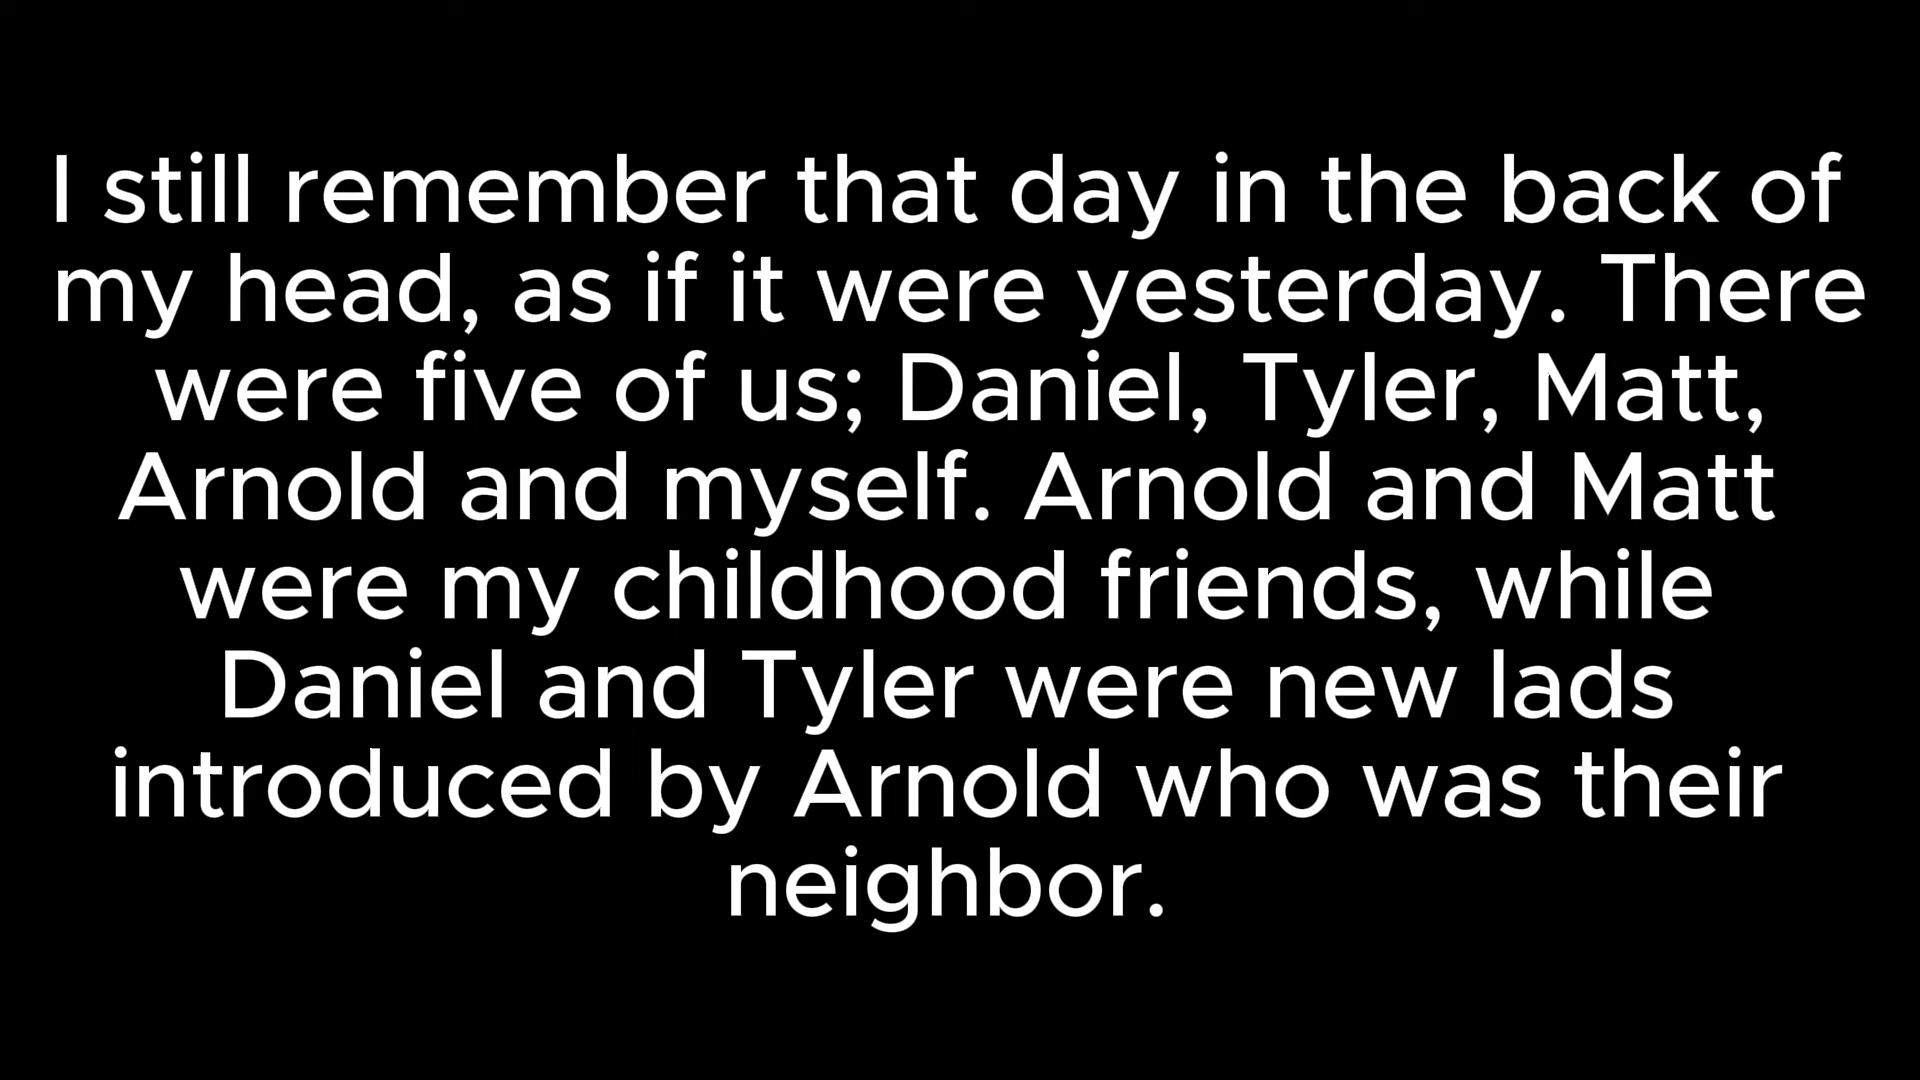 I still remember that day in the back of
my head, as if it were yesterday. There
were five of us; Daniel, Tyler, Matt,
Arnold and myself. Arnold and Matt
were my childhood friends, while
Daniel and Tyler were new lads
introduced by Arnold who was their
neighbor.